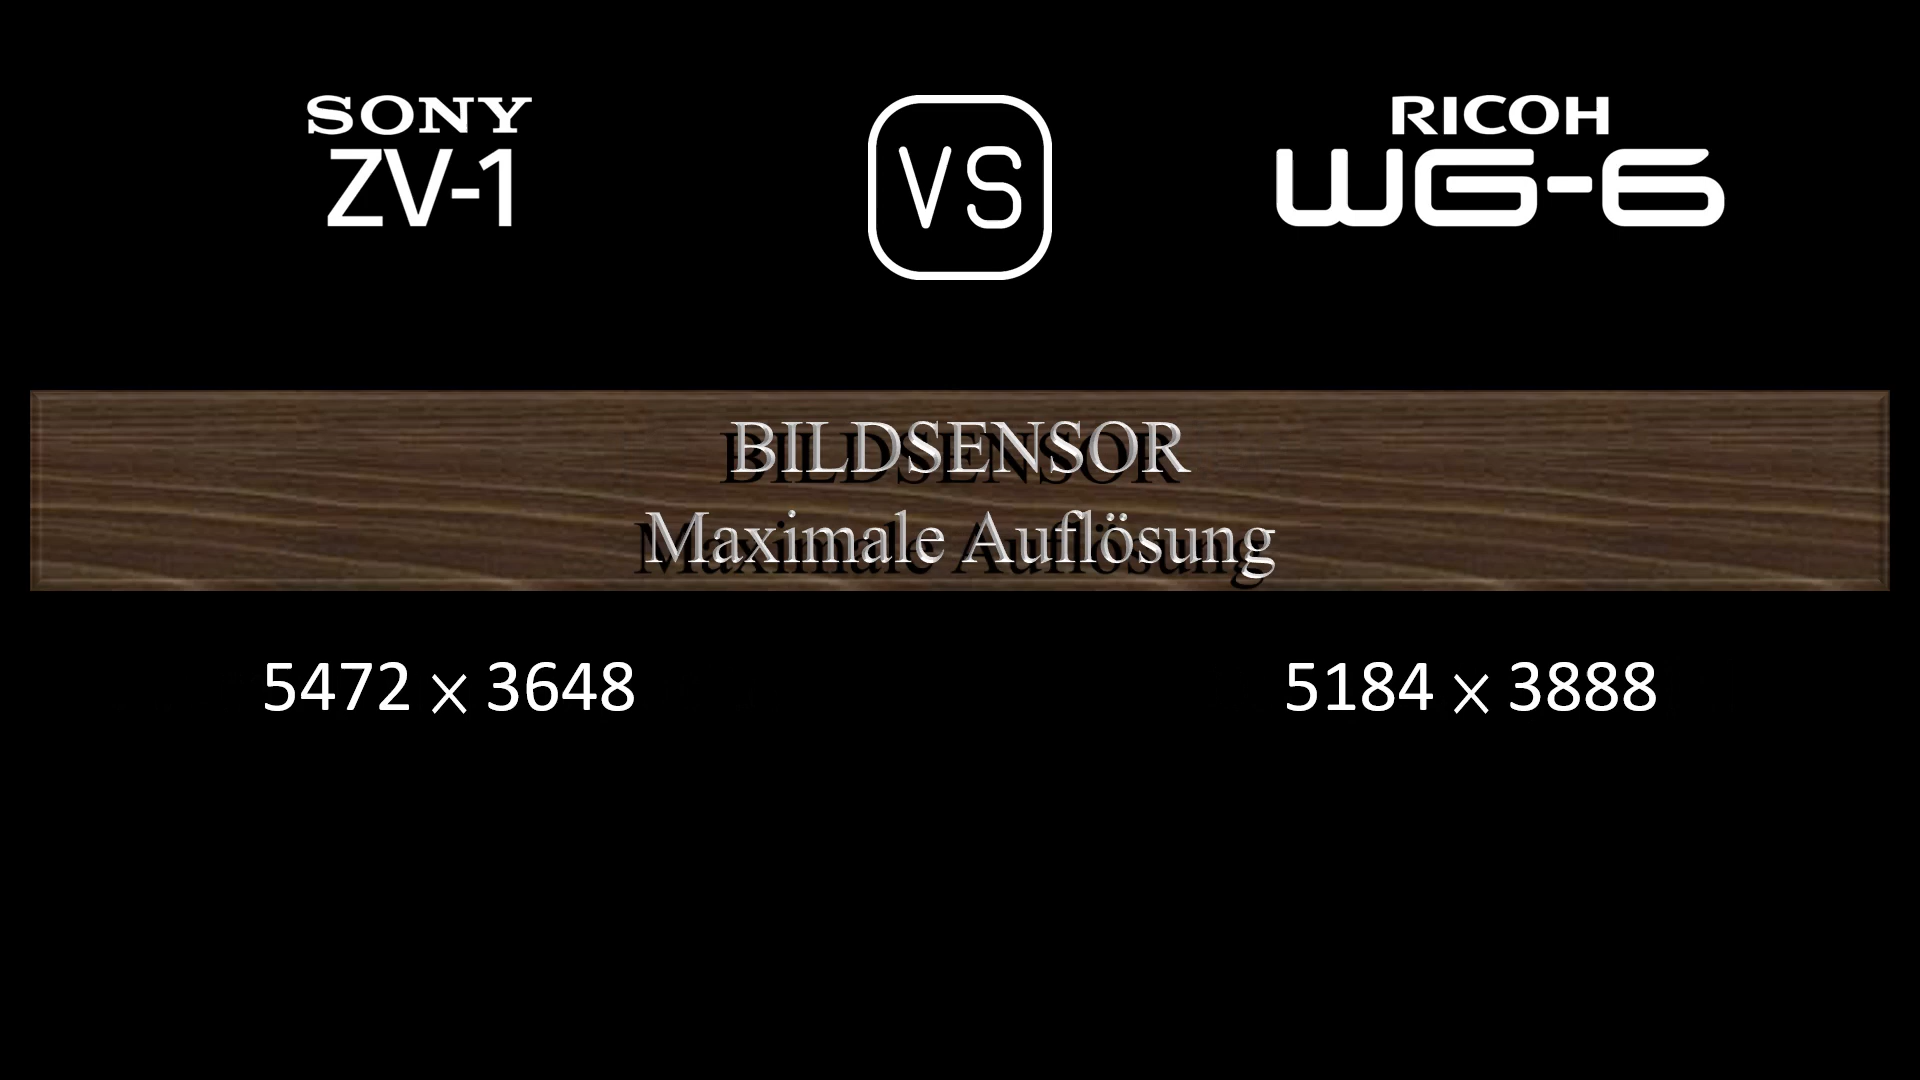 SONY
ZV-1
VS
RICOH
WG-6
BILDSENSOR
Maximale Auflösung
5472 x 3648
5184 x 3888